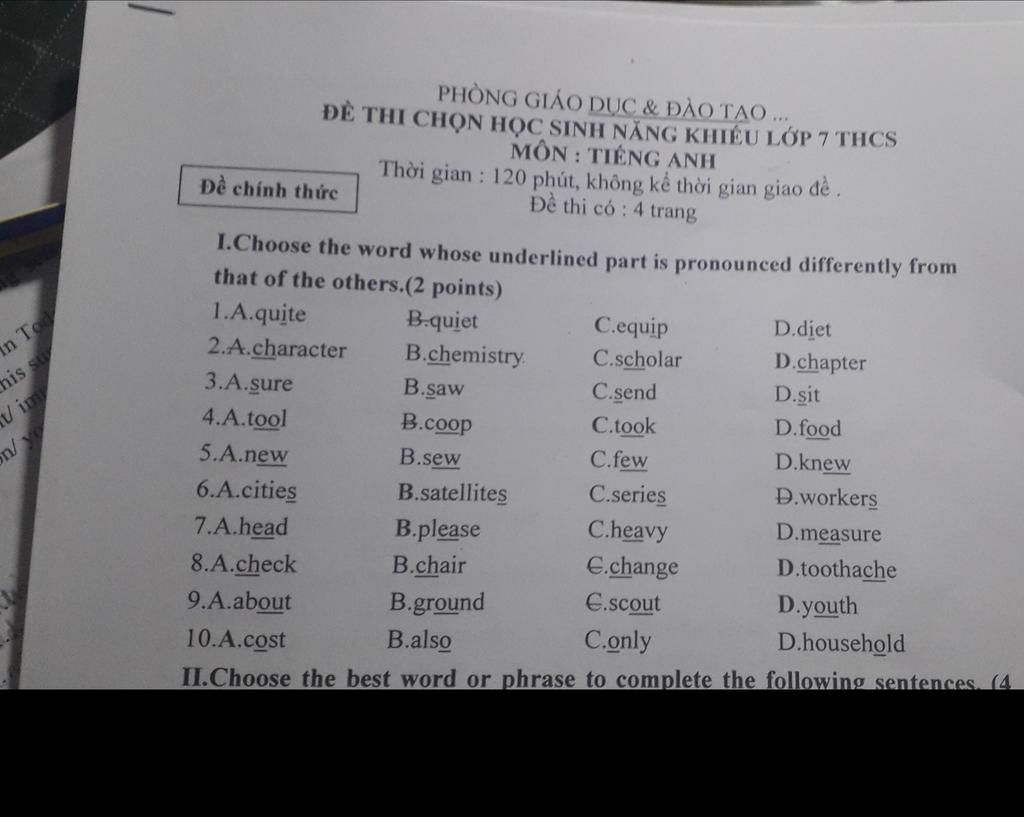 PHÒNG GIÁO DỤC & ĐÀO TẠO ...
ĐỀ THI CHỌN HỌC SINH NĂNG KHIẾU LỚP 7 THCS
MÔN : TIẾNG ANH
Thời gian : 120 phút, không kể thời gian giao đề .
Đề chính thức
Đề thi có : 4 trang
I.Choose the word whose underlined part is pronounced differently from
that of the others.(2 points)
1.A.quite B.quiet C.equip D.diet
2.A.character B.chemistry. C.scholar D.chapter
3.A.sure B.saw C.send D.sit
4.A.tool B.coop C.took D.food
5.A.new B.sew C.few D.knew
6.A.cities B.satellites C.series D.workers
7.A.head B.please C.heavy D.measure
8.A.check B.chair C.change D.toothache
9.A.about B.ground C.scout D.youth
10.A.cost B.also C.only D.household
II.Choose the best word or phrase to complete the following sentences. (4